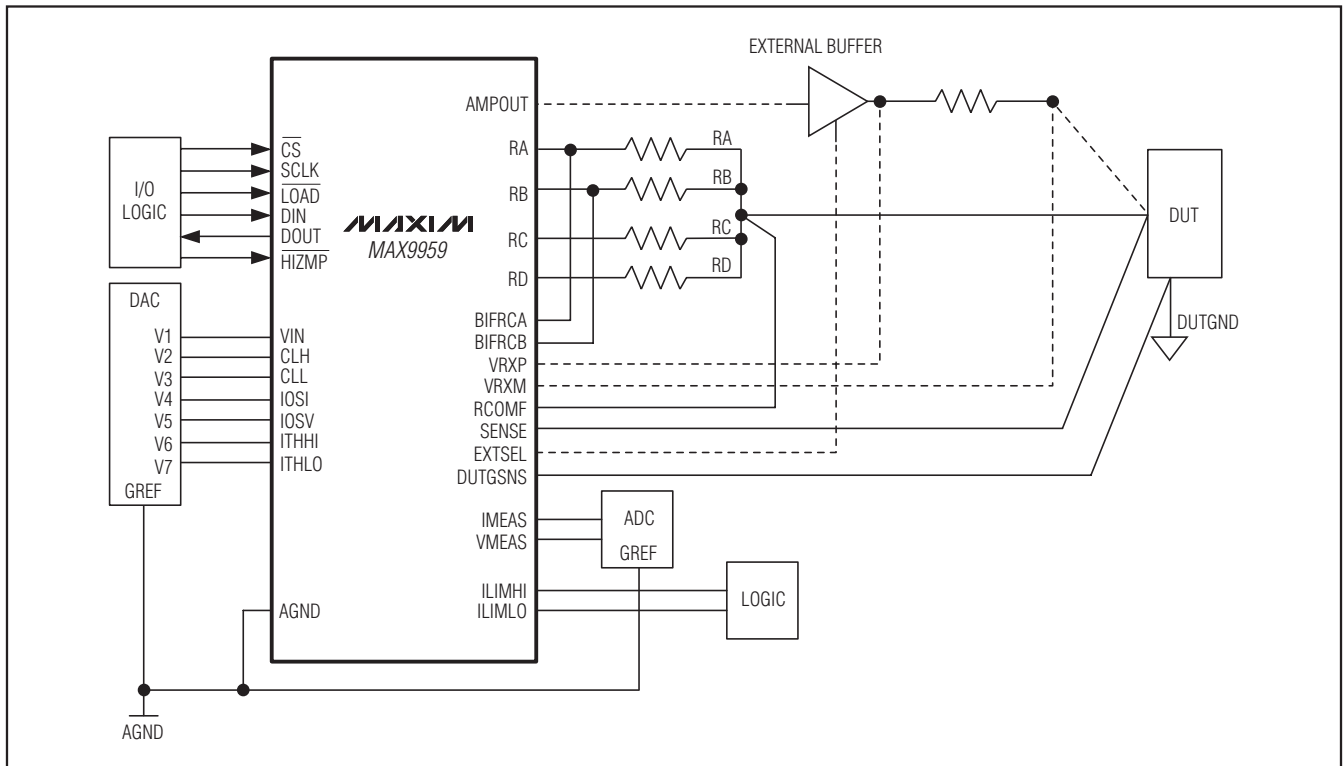 EXTERNAL BUFFER
AMPOUT
RA
RB
RC
RD
BIFRCA
BIFRCB
VRXP
VRXM
RCOMF
SENSE
EXTSEL
DUTGSNS
IMEAS
VMEAS
ILIMHI
ILIMLO
RA
RB
RC
RD
DUT
DUTGND
I/O
LOGIC
CS
SCLK
LOAD
DIN
DOUT
HIZMP
MAXIM
MAX9959
DAC
V1
V2
V3
V4
V5
V6
V7
GREF
VIN
CLH
CLL
IOSI
IOSV
ITHHI
ITHLO
ADC
GREF
LOGIC
AGND
AGND